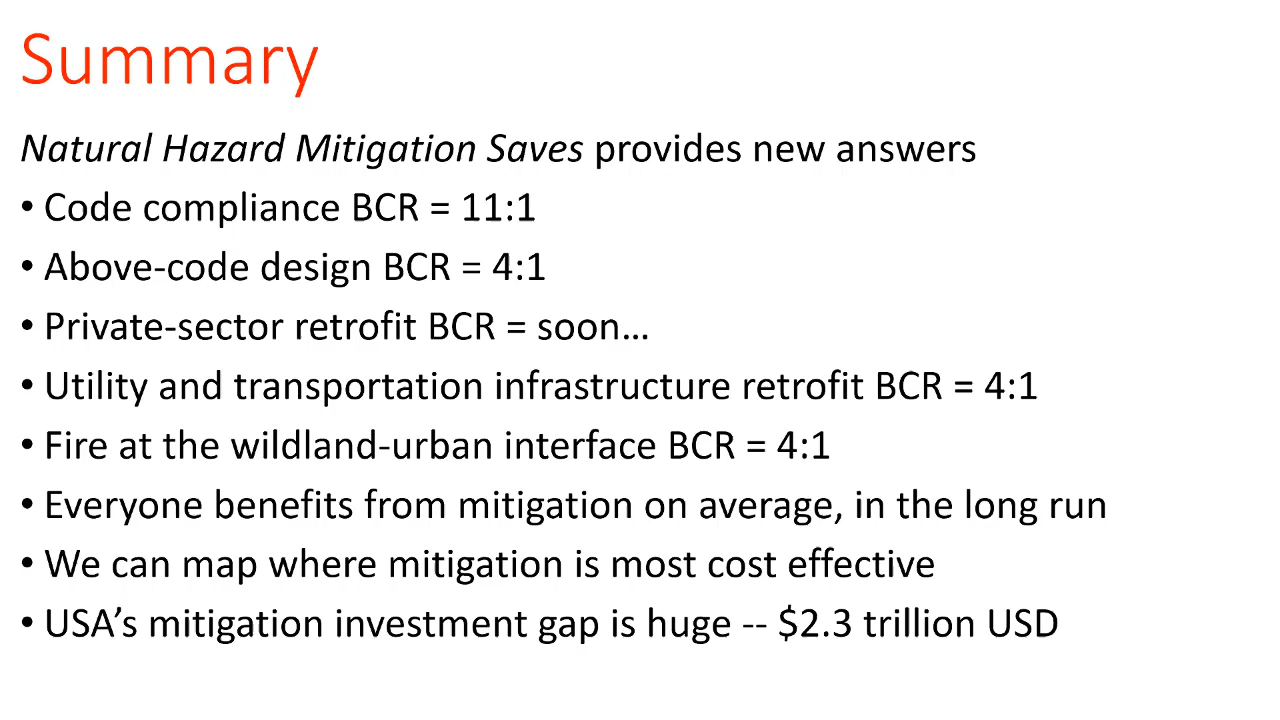 Summary
Natural Hazard Mitigation Saves provides new answers
• Code compliance BCR = 11:1
• Above-code design BCR = 4:1
• Private-sector retrofit BCR = soon…
• Utility and transportation infrastructure retrofit BCR = 4:1
• Fire at the wildland-urban interface BCR = 4:1
• Everyone benefits from mitigation on average, in the long run
• We can map where mitigation is most cost effective
• USA’s mitigation investment gap is huge -- $2.3 trillion USD